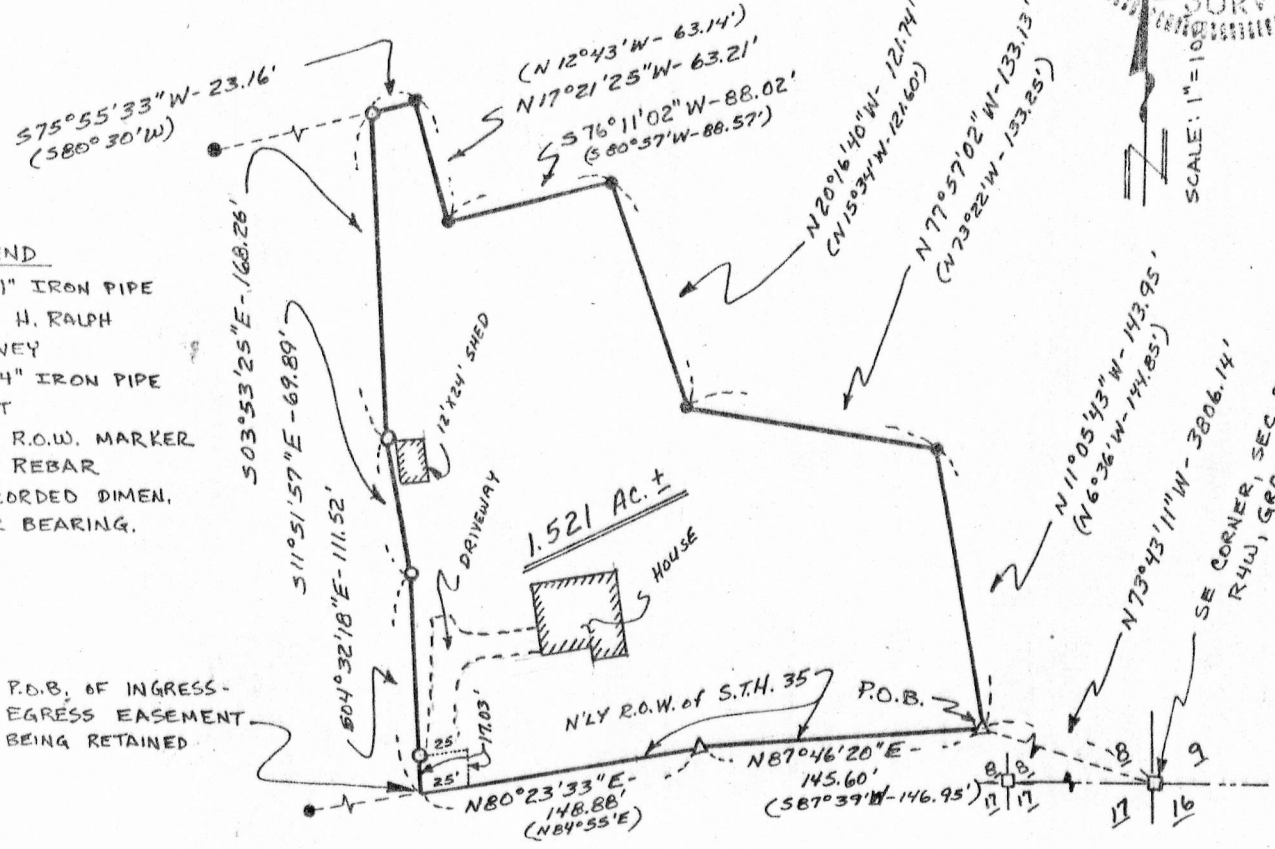 SURV
SCALE: 1"=10
S75°55'33"W-23.16'
(S80°30'W)
(N12°43'W-63.14')
N17°21'25"W-63.21'
S76°11'02"W-88.02'
(S80°57'W-88.57')
N20°16'40"W-121.74'
(N15°34'W-121.60')
N77°57'02"W-133.13'
(N73°22'W-133.25')
N11°05'43"W-143.95'
(N6°36'W-144.85')
N73°43'11"W-3806.14'
SE CORNER, SEC.
R4W, GRA
END
1" IRON PIPE
H. RALPH
VEY
4" IRON PIPE
T
R.O.W. MARKER
REBAR
CORDED DIMEN.
R BEARING.
S03°53'25"E-168.26'
S11°51'57"E-69.89'
S04°32'18"E-111.52'
12'X24' SHED
DRIVEWAY
1.521 AC. ±
HOUSE
P.O.B. OF INGRESS-
EGRESS EASEMENT
BEING RETAINED
25'
17.03'
25'
N'LY R.O.W. of S.T.H. 35
P.O.B.
N80°23'33"E-
148.88'
(N84°55'E)
N87°46'20"E-
145.60'
(S87°39'W-146.95')
8 8
17 17
8 9
17 16